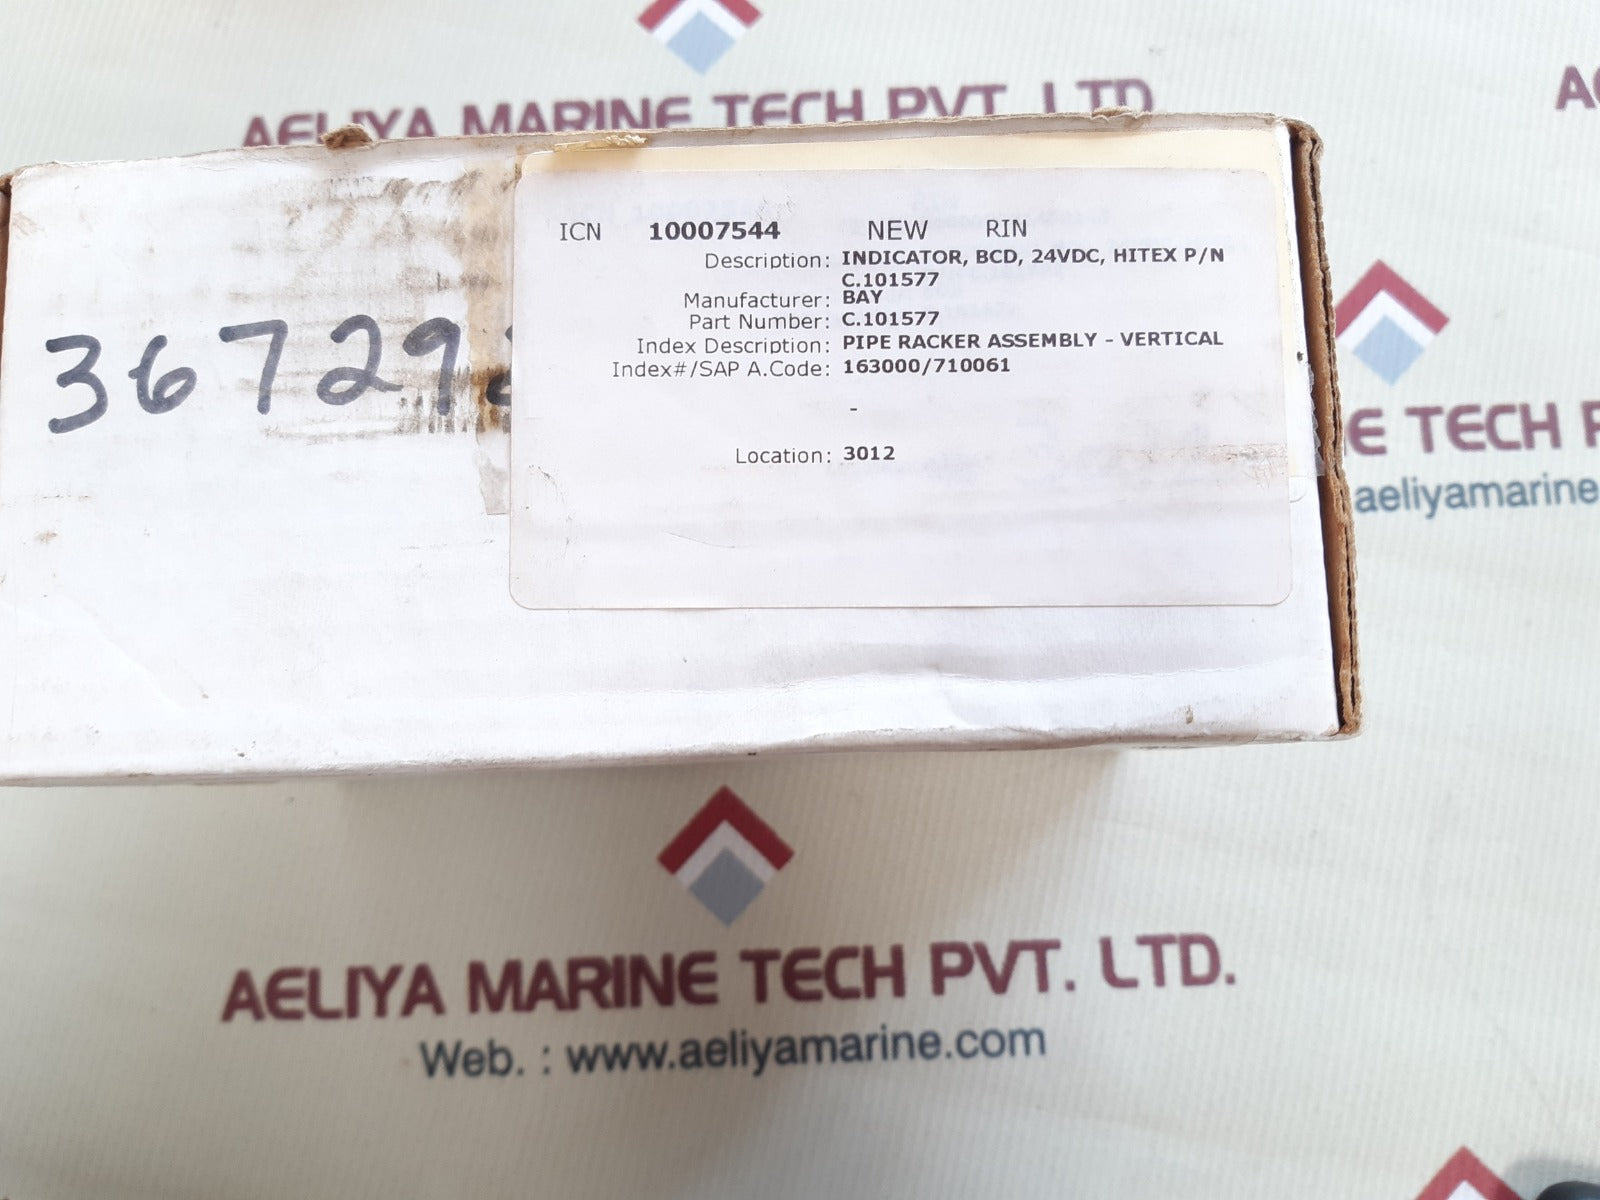 AELIYA MARINE TECH PVT. LTD.
ICN 10007544 NEW RIN
Description: INDICATOR, BCD, 24VDC, HITEX P/N
C.101577
Manufacturer: BAY
Part Number: C.101577
Index Description: PIPE RACKER ASSEMBLY - VERTICAL
Index#/SAP A.Code: 163000/710061
-
Location: 3012
36729
E TECH P
aeliyamarine
AELIYA MARINE TECH PVT. LTD.
Web. : www.aeliyamarine.com